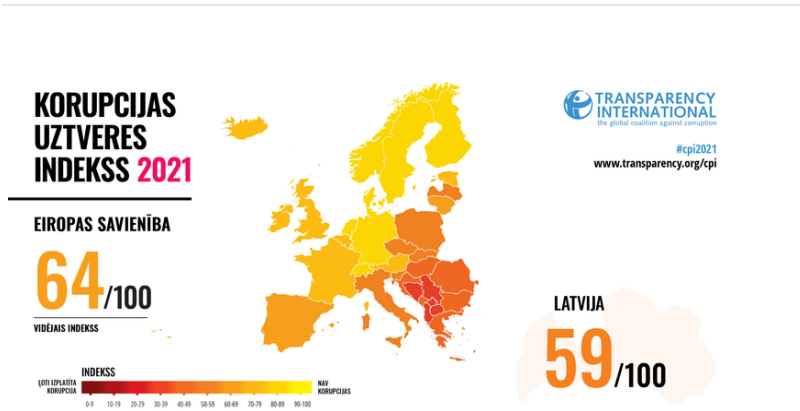 KORUPCIJAS
UZTVERES
INDEKSS 2021
EIROPAS SAVIENĪBA
64/100
VIDĒJAIS INDEKSS
TRANSPARENCY
INTERNATIONAL
the global coalition against corruption
#cpi2021
www.transparency.org/cpi
LATVIJA
59/100
INDEKSS
ĻOTI IZPLATĪTA
KORUPCIJA
NAV
KORUPCIJAS
0-9 10-19 20-29 30-39 40-49 50-59 60-69 70-79 80-89 90-100